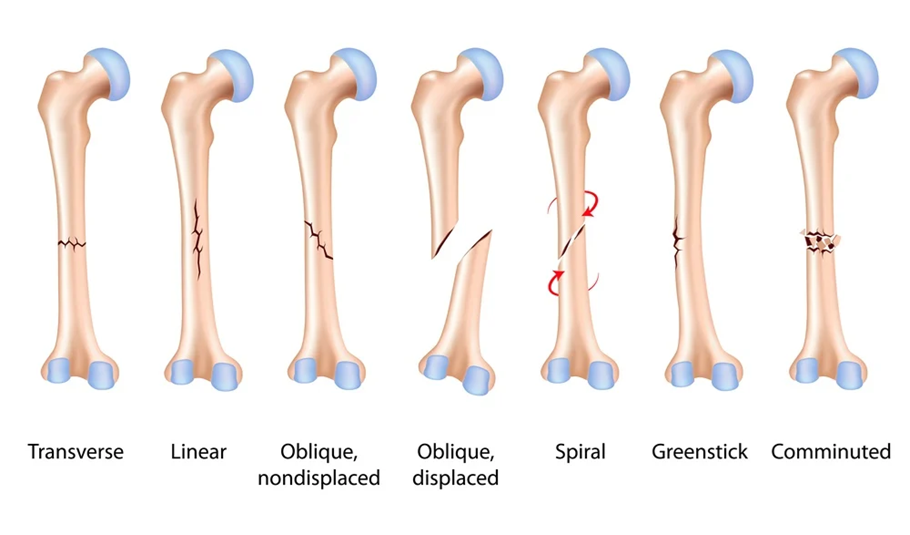 Transverse
Linear
Oblique,
nondisplaced
Oblique,
displaced
Spiral
Greenstick
Comminuted